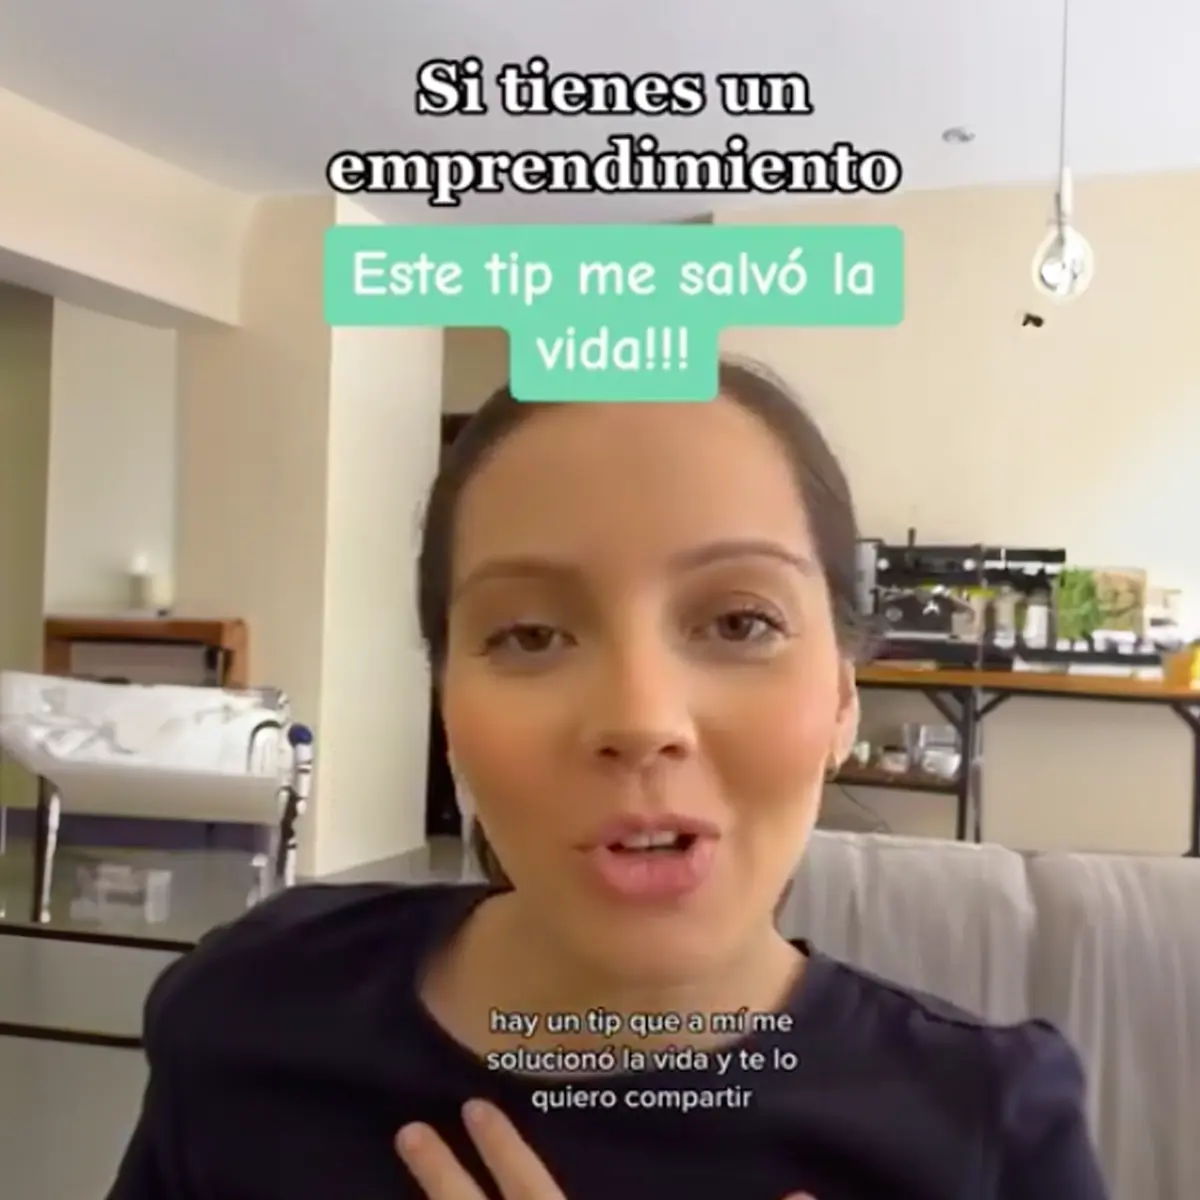 Si tienes un
emprendimiento
Este tip me salvó la
vida!!!
hay un tip que a mí me
solucionó la vida y te lo
quiero compartir